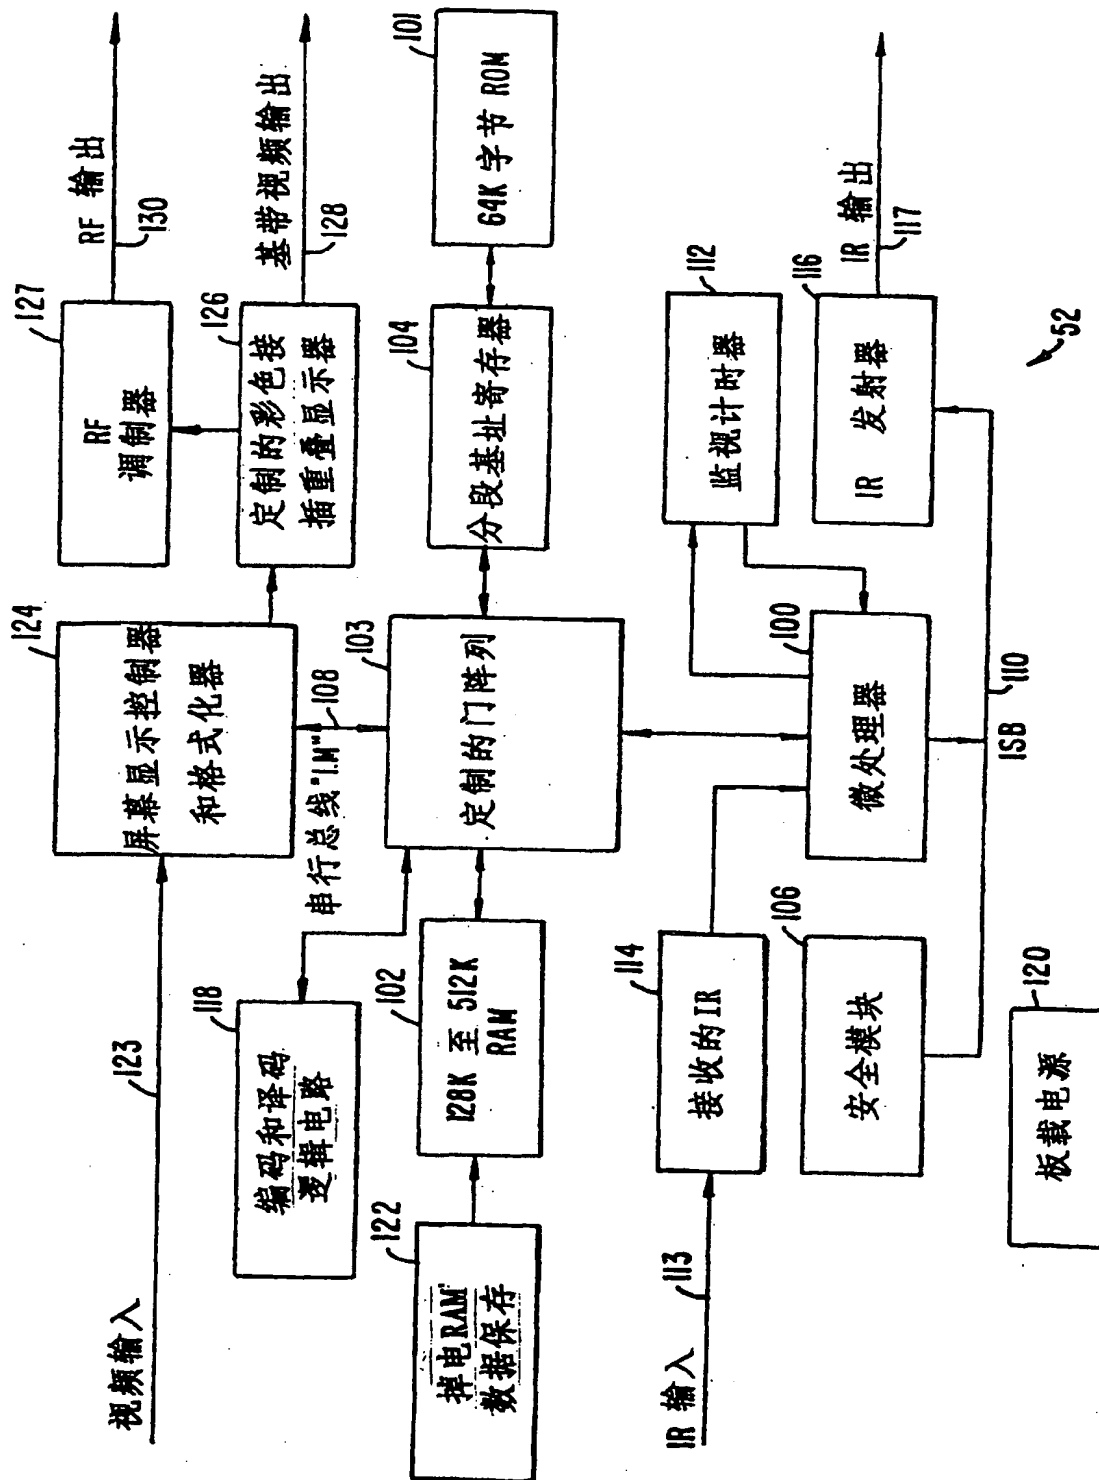 视频输入
123
124
屏幕显示控制器
和格式化器
127
RF
调制器
RF 输出
130
126
定制的彩色接
插重叠显示器
基带视频输出
128
118
编码和译码
逻辑电路
串行总线"I.M"
108
122
掉电RAM
数据保存
102
128K 至 512K
RAM
103
定制的门阵列
104
分段基址寄存器
101
64K 字节 ROM
IR 输入
113
114
接收的IR
112
监视计时器
106
安全模块
100
微处理器
116
IR 发射器
IR 输出
117
ISB
110
120
板载电源
52